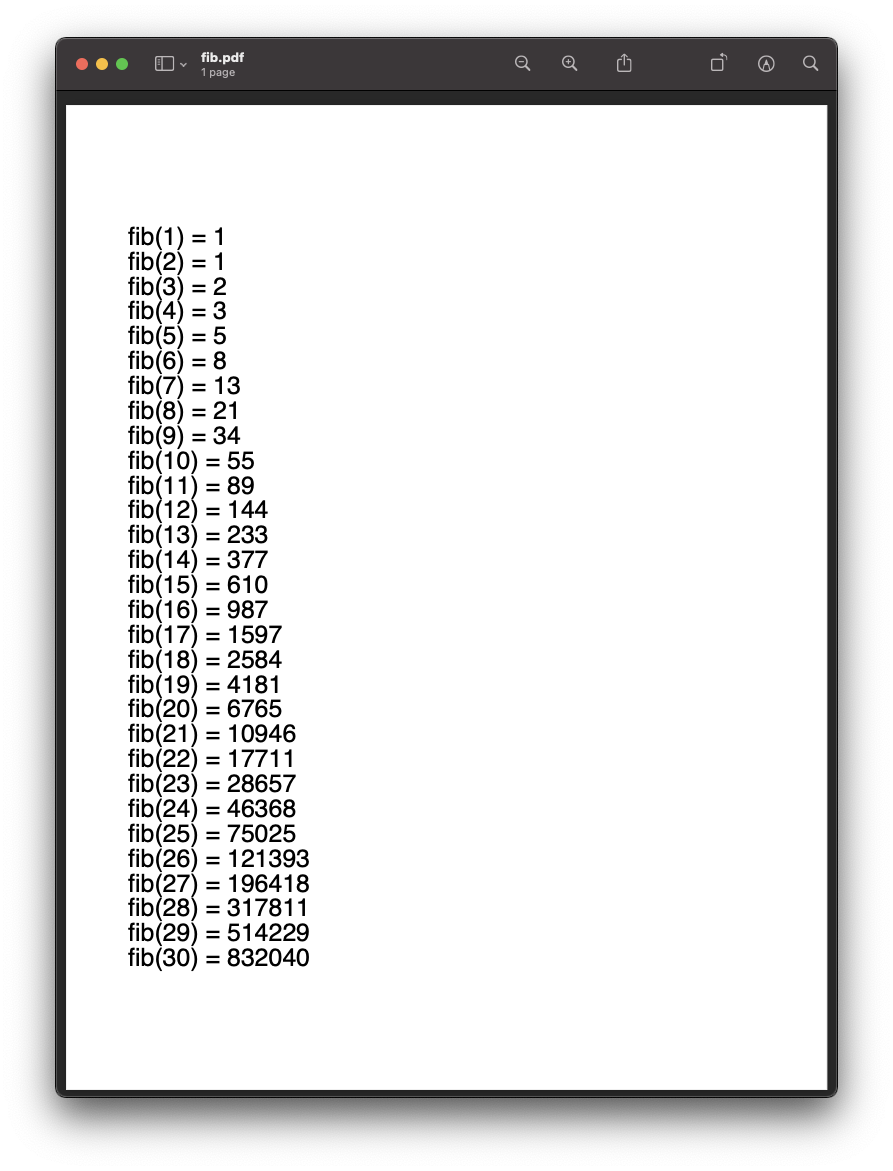 fib.pdf
1 page
fib(1) = 1
fib(2) = 1
fib(3) = 2
fib(4) = 3
fib(5) = 5
fib(6) = 8
fib(7) = 13
fib(8) = 21
fib(9) = 34
fib(10) = 55
fib(11) = 89
fib(12) = 144
fib(13) = 233
fib(14) = 377
fib(15) = 610
fib(16) = 987
fib(17) = 1597
fib(18) = 2584
fib(19) = 4181
fib(20) = 6765
fib(21) = 10946
fib(22) = 17711
fib(23) = 28657
fib(24) = 46368
fib(25) = 75025
fib(26) = 121393
fib(27) = 196418
fib(28) = 317811
fib(29) = 514229
fib(30) = 832040